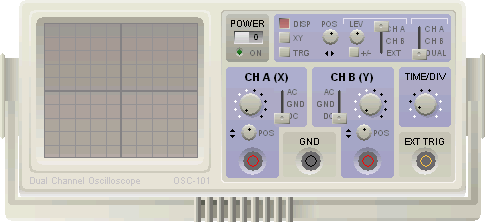 POWER
0
ON
DISP
XY
TRG
POS
LEV
+/-
CH A
CH B
EXT
CH A
CH B
DUAL
CH A (X)
AC
GND
DC
POS
CH B (Y)
AC
GND
DC
POS
TIME/DIV
GND
EXT TRIG
Dual Channel Oscilloscope OSC-101